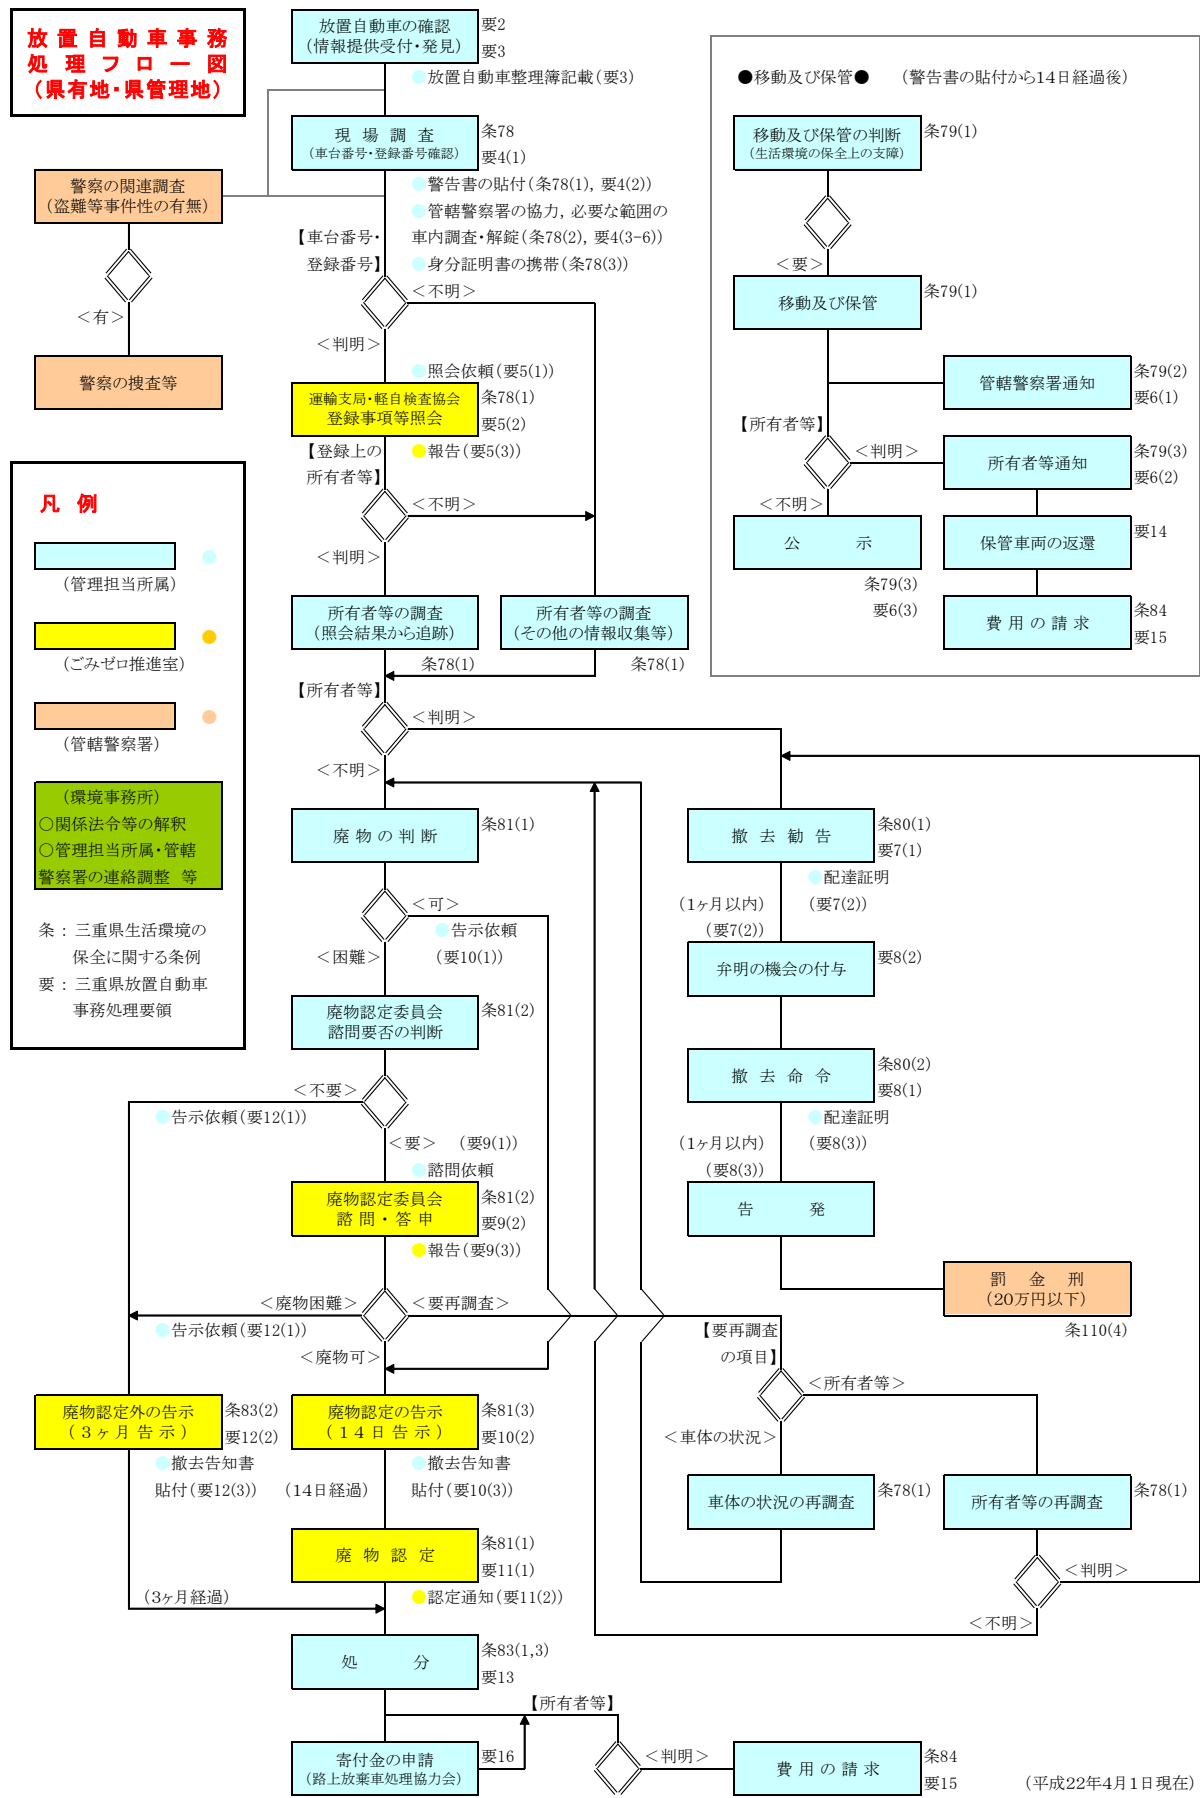 放置自動車事務
処理フロー図
（県有地・県管理地）
放置自動車の確認
（情報提供受付・発見）
要2
要3
●放置自動車整理簿記載（要3）
現場調査
（車台番号・登録番号確認）
条78
要4(1)
警察の関連調査
（盗難等事件性の有無）
＜有＞
警察の捜査等
●警告書の貼付（条78(1)，要4(2)）
●管轄警察署の協力，必要な範囲の
車内調査・解錠（条78(2)，要4(3-6)）
●身分証明書の携帯（条78(3)）
【車台番号・
登録番号】
＜不明＞
＜判明＞
●照会依頼（要5(1)）
運輸支局・軽自検査協会
登録事項等照会
条78(1)
要5(2)
●報告（要5(3)）
【登録上の
所有者等】
＜不明＞
＜判明＞
所有者等の調査
（照会結果から追跡）
条78(1)
所有者等の調査
（その他の情報収集等）
条78(1)
【所有者等】
＜判明＞
＜不明＞
●移動及び保管●　（警告書の貼付から14日経過後）
移動及び保管の判断
（生活環境の保全上の支障）
条79(1)
＜要＞
移動及び保管
条79(1)
管轄警察署通知
条79(2)
要6(1)
【所有者等】
＜判明＞
所有者等通知
条79(3)
要6(2)
＜不明＞
公示
条79(3)
要6(3)
保管車両の返還
要14
費用の請求
条84
要15
凡例
（管理担当所属）
（ごみゼロ推進室）
（管轄警察署）
（環境事務所）
○関係法令等の解釈
○管理担当所属・管轄
警察署の連絡調整　等
条：三重県生活環境の
保全に関する条例
要：三重県放置自動車
事務処理要領
廃物の判断
条81(1)
＜可＞
●告示依頼
（要10(1)）
＜困難＞
廃物認定委員会
諮問要否の判断
条81(2)
＜不要＞
●告示依頼（要12(1)）
＜要＞　（要9(1)）
●諮問依頼
廃物認定委員会
諮問・答申
条81(2)
要9(2)
●報告（要9(3)）
＜廃物困難＞
●告示依頼（要12(1)）
＜要再調査＞
＜廃物可＞
撤去勧告
条80(1)
要7(1)
●配達証明
（要7(2)）
（1ヶ月以内）
（要7(2)）
弁明の機会の付与
要8(2)
撤去命令
条80(2)
要8(1)
●配達証明
（要8(3)）
（1ヶ月以内）
（要8(3)）
告発
罰金刑
（20万円以下）
条110(4)
【要再調査
の項目】
＜所有者等＞
＜車体の状況＞
車体の状況の再調査
条78(1)
所有者等の再調査
条78(1)
＜判明＞
＜不明＞
廃物認定外の告示
（3ヶ月告示）
条83(2)
要12(2)
●撤去告知書
貼付（要12(3)）
廃物認定の告示
（14日告示）
条81(3)
要10(2)
●撤去告知書
貼付（要10(3)）
（14日経過）
廃物認定
条81(1)
要11(1)
●認定通知（要11(2)）
（3ヶ月経過）
処分
条83(1,3)
要13
【所有者等】
寄付金の申請
（路上放棄車処理協力会）
要16
＜判明＞
費用の請求
条84
要15
（平成22年4月1日現在）